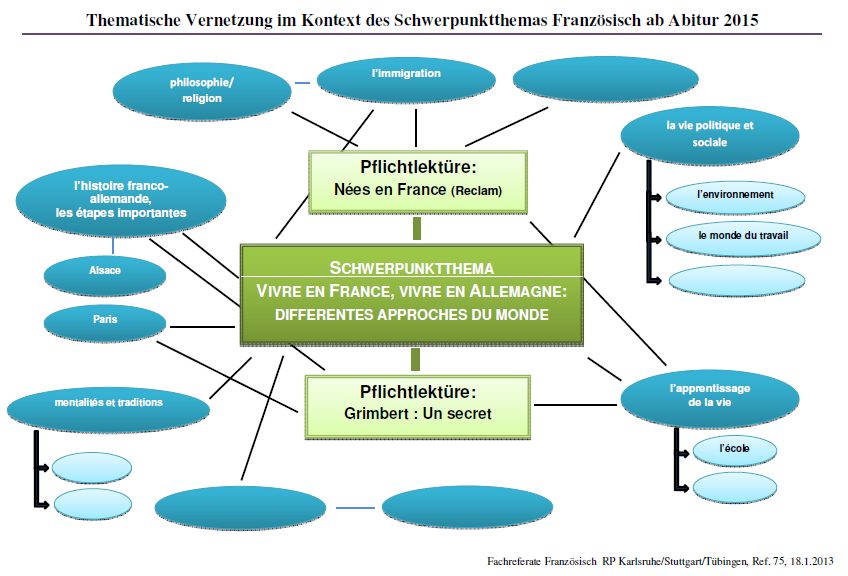 Thematische Vernetzung im Kontext des Schwerpunktthemas Französisch ab Abitur 2015
philosophie/
religion
l'immigration
la vie politique et
sociale
l'environnement
le monde du travail
Pflichtlektüre:
Nées en France (Reclam)
l'histoire franco-
allemande,
les étapes importantes
Alsace
Paris
SCHWERPUNKTTHEMA
VIVRE EN FRANCE, VIVRE EN ALLEMAGNE:
DIFFERENTES APPROCHES DU MONDE
Pflichtlektüre:
Grimbert : Un secret
mentalités et traditions
l'apprentissage
de la vie
l'école
Fachreferate Französisch RP Karlsruhe/Stuttgart/Tübingen, Ref. 75, 18.1.2013